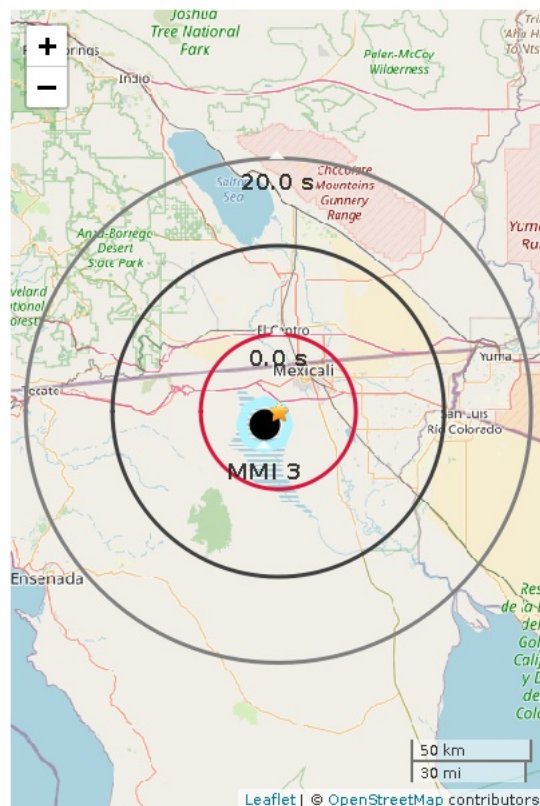 Joshua
Tree National
Park
+
−
Springs
Indio
Palen-McCoy
Wilderness
20.0 s
Salton
Sea
Chocolate
Mountains
Gunnery
Range
Anza-Borrego
Desert
State Park
El Centro
0.0 s
Mexicali
Yuma
Tecate
San Luis
Río Colorado
MMI 3
Ensenada
50 km
30 mi
Leaflet | © OpenStreetMap contributors